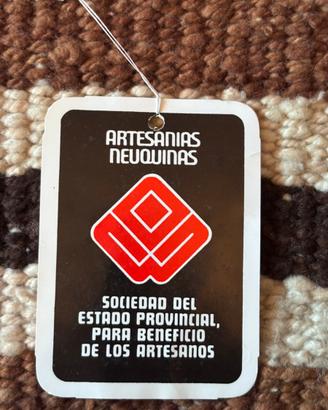 ARTESANIAS
NEUQUINAS
SOCIEDAD DEL
ESTADO PROVINCIAL,
PARA BENEFICIO
DE LOS ARTESANOS